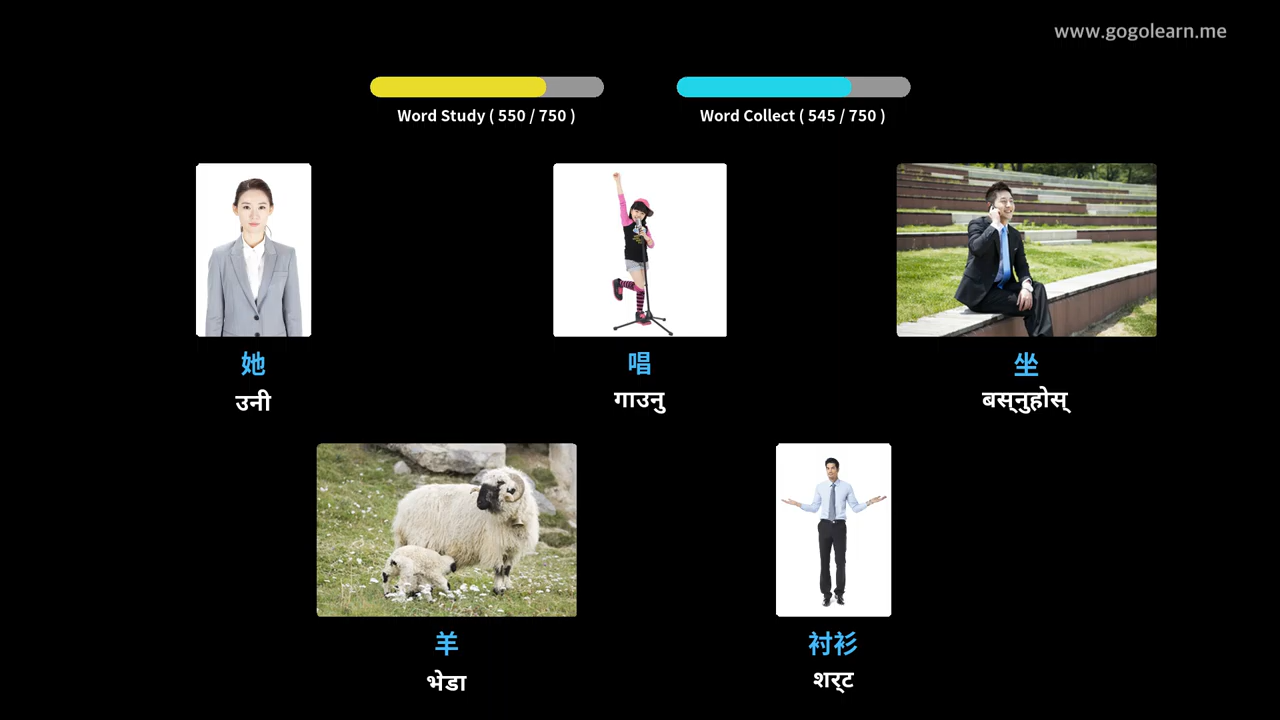 www.gogolearn.me
Word Study ( 550 / 750 )
Word Collect ( 545 / 750 )
她
उनी
唱
गाउनु
坐
बस्नुहोस्
羊
भेडा
衬衫
शर्ट